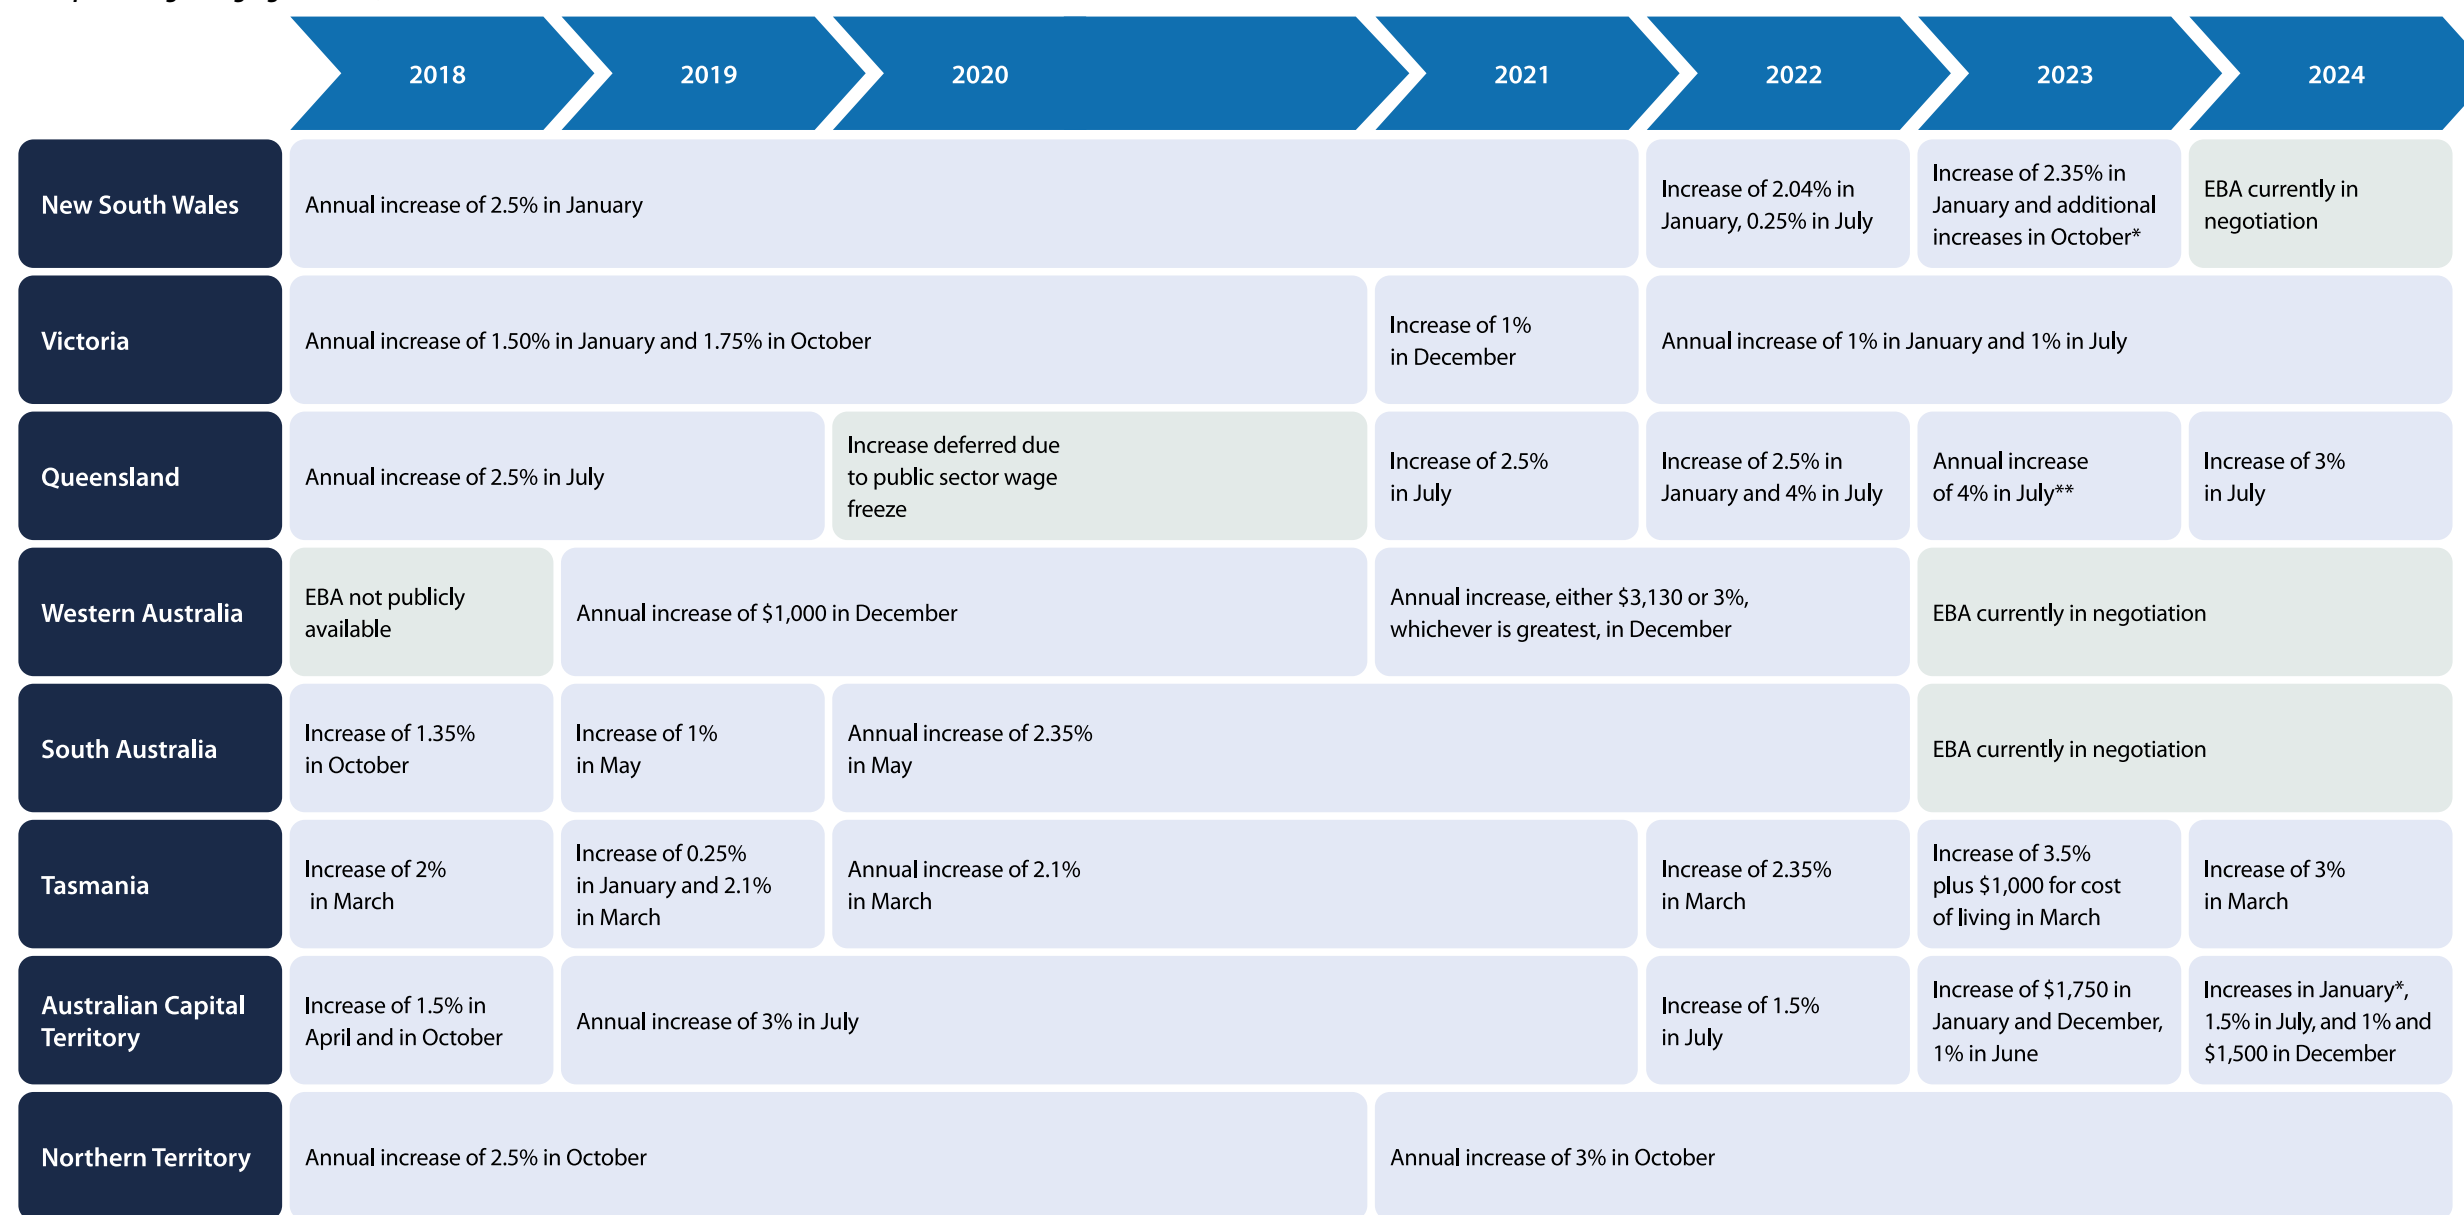 2018
2019
2020
2021
2022
2023
2024
New South Wales
Annual increase of 2.5% in January
Increase of 2.04% in
January, 0.25% in July
Increase of 2.35% in
January and additional
increases in October*
EBA currently in
negotiation
Victoria
Annual increase of 1.50% in January and 1.75% in October
Increase of 1%
in December
Annual increase of 1% in January and 1% in July
Queensland
Annual increase of 2.5% in July
Increase deferred due
to public sector wage
freeze
Increase of 2.5%
in July
Increase of 2.5% in
January and 4% in July
Annual increase
of 4% in July**
Increase of 3%
in July
Western Australia
EBA not publicly
available
Annual increase of $1,000 in December
Annual increase, either $3,130 or 3%,
whichever is greatest, in December
EBA currently in negotiation
South Australia
Increase of 1.35%
in October
Increase of 1%
in May
Annual increase of 2.35%
in May
EBA currently in negotiation
Tasmania
Increase of 2%
in March
Increase of 0.25%
in January and 2.1%
in March
Annual increase of 2.1%
in March
Increase of 2.35%
in March
Increase of 3.5%
plus $1,000 for cost
of living in March
Increase of 3%
in March
Australian Capital
Territory
Increase of 1.5% in
April and in October
Annual increase of 3% in July
Increase of 1.5%
in July
Increase of $1,750 in
January and December,
1% in June
Increases in January*,
1.5% in July, and 1% and
$1,500 in December
Northern Territory
Annual increase of 2.5% in October
Annual increase of 3% in October